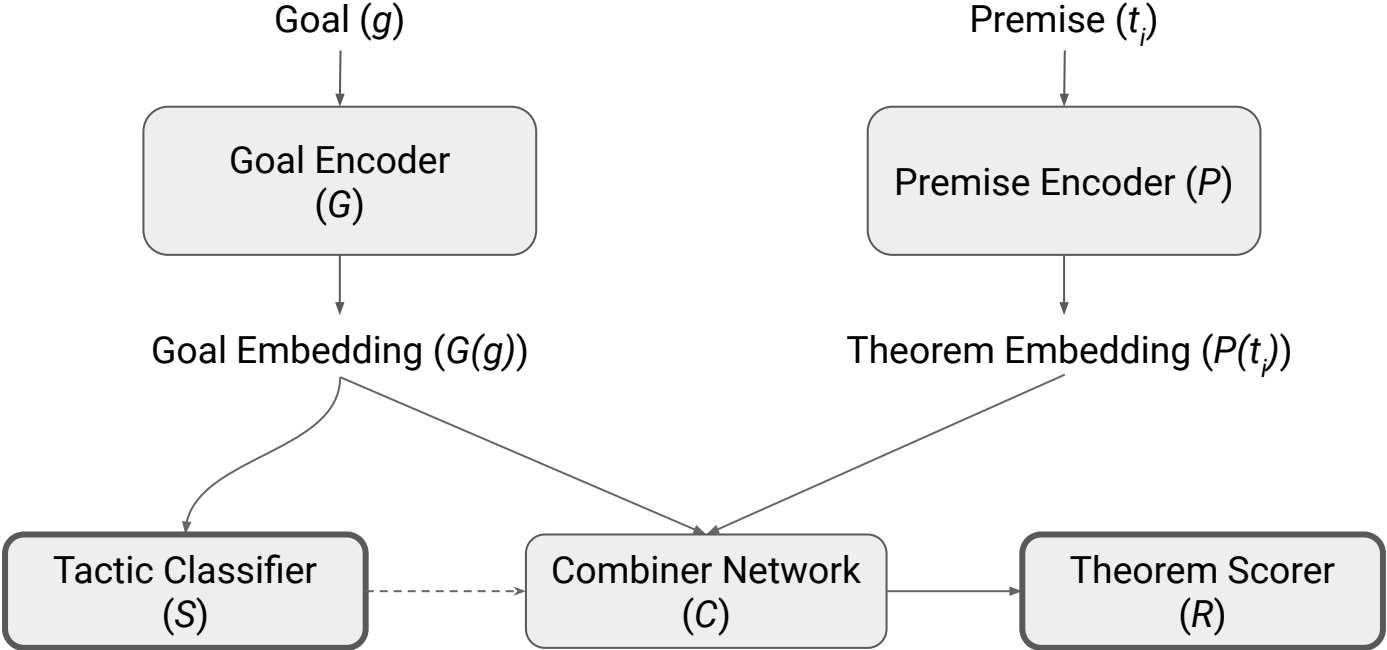 Goal (g)
Premise (t_i)
Goal Encoder
(G)
Premise Encoder (P)
Goal Embedding (G(g))
Theorem Embedding (P(t_i))
Tactic Classifier
(S)
Combiner Network
(C)
Theorem Scorer
(R)